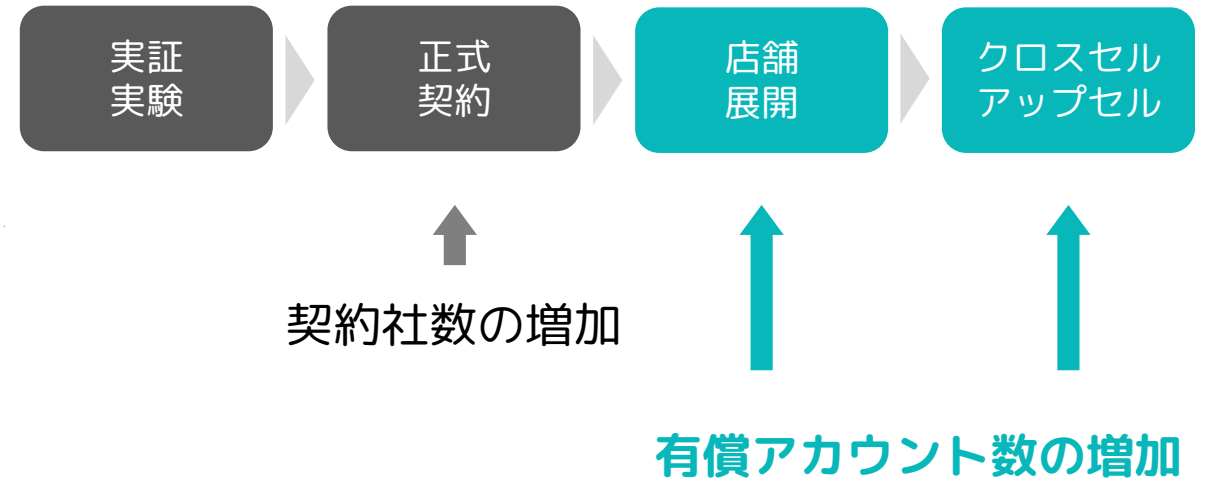 実証
実験
正式
契約
店舗
展開
クロスセル
アップセル
契約社数の増加
有償アカウント数の増加